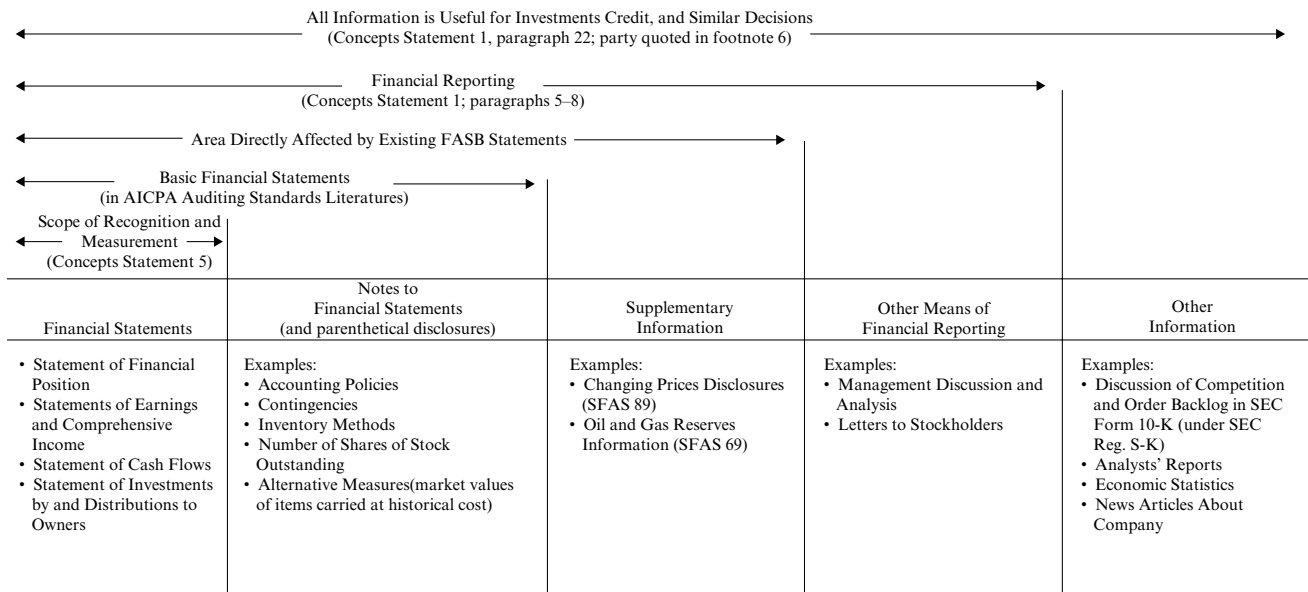 All Information is Useful for Investments Credit, and Similar Decisions
(Concepts Statement 1, paragraph 22; party quoted in footnote 6)
Financial Reporting
(Concepts Statement 1; paragraphs 5–8)
Area Directly Affected by Existing FASB Statements
Basic Financial Statements
(in AICPA Auditing Standards Literatures)
Scope of Recognition and
Measurement
(Concepts Statement 5)
Financial Statements
Notes to
Financial Statements
(and parenthetical disclosures)
Supplementary
Information
Other Means of
Financial Reporting
Other
Information
• Statement of Financial
Position
• Statements of Earnings
and Comprehensive
Income
• Statement of Cash Flows
• Statement of Investments
by and Distributions to
Owners
Examples:
• Accounting Policies
• Contingencies
• Inventory Methods
• Number of Shares of Stock
Outstanding
• Alternative Measures(market values
of items carried at historical cost)
Examples:
• Changing Prices Disclosures
(SFAS 89)
• Oil and Gas Reserves
Information (SFAS 69)
Examples:
• Management Discussion and
Analysis
• Letters to Stockholders
Examples:
• Discussion of Competition
and Order Backlog in SEC
Form 10-K (under SEC
Reg. S-K)
• Analysts’ Reports
• Economic Statistics
• News Articles About
Company